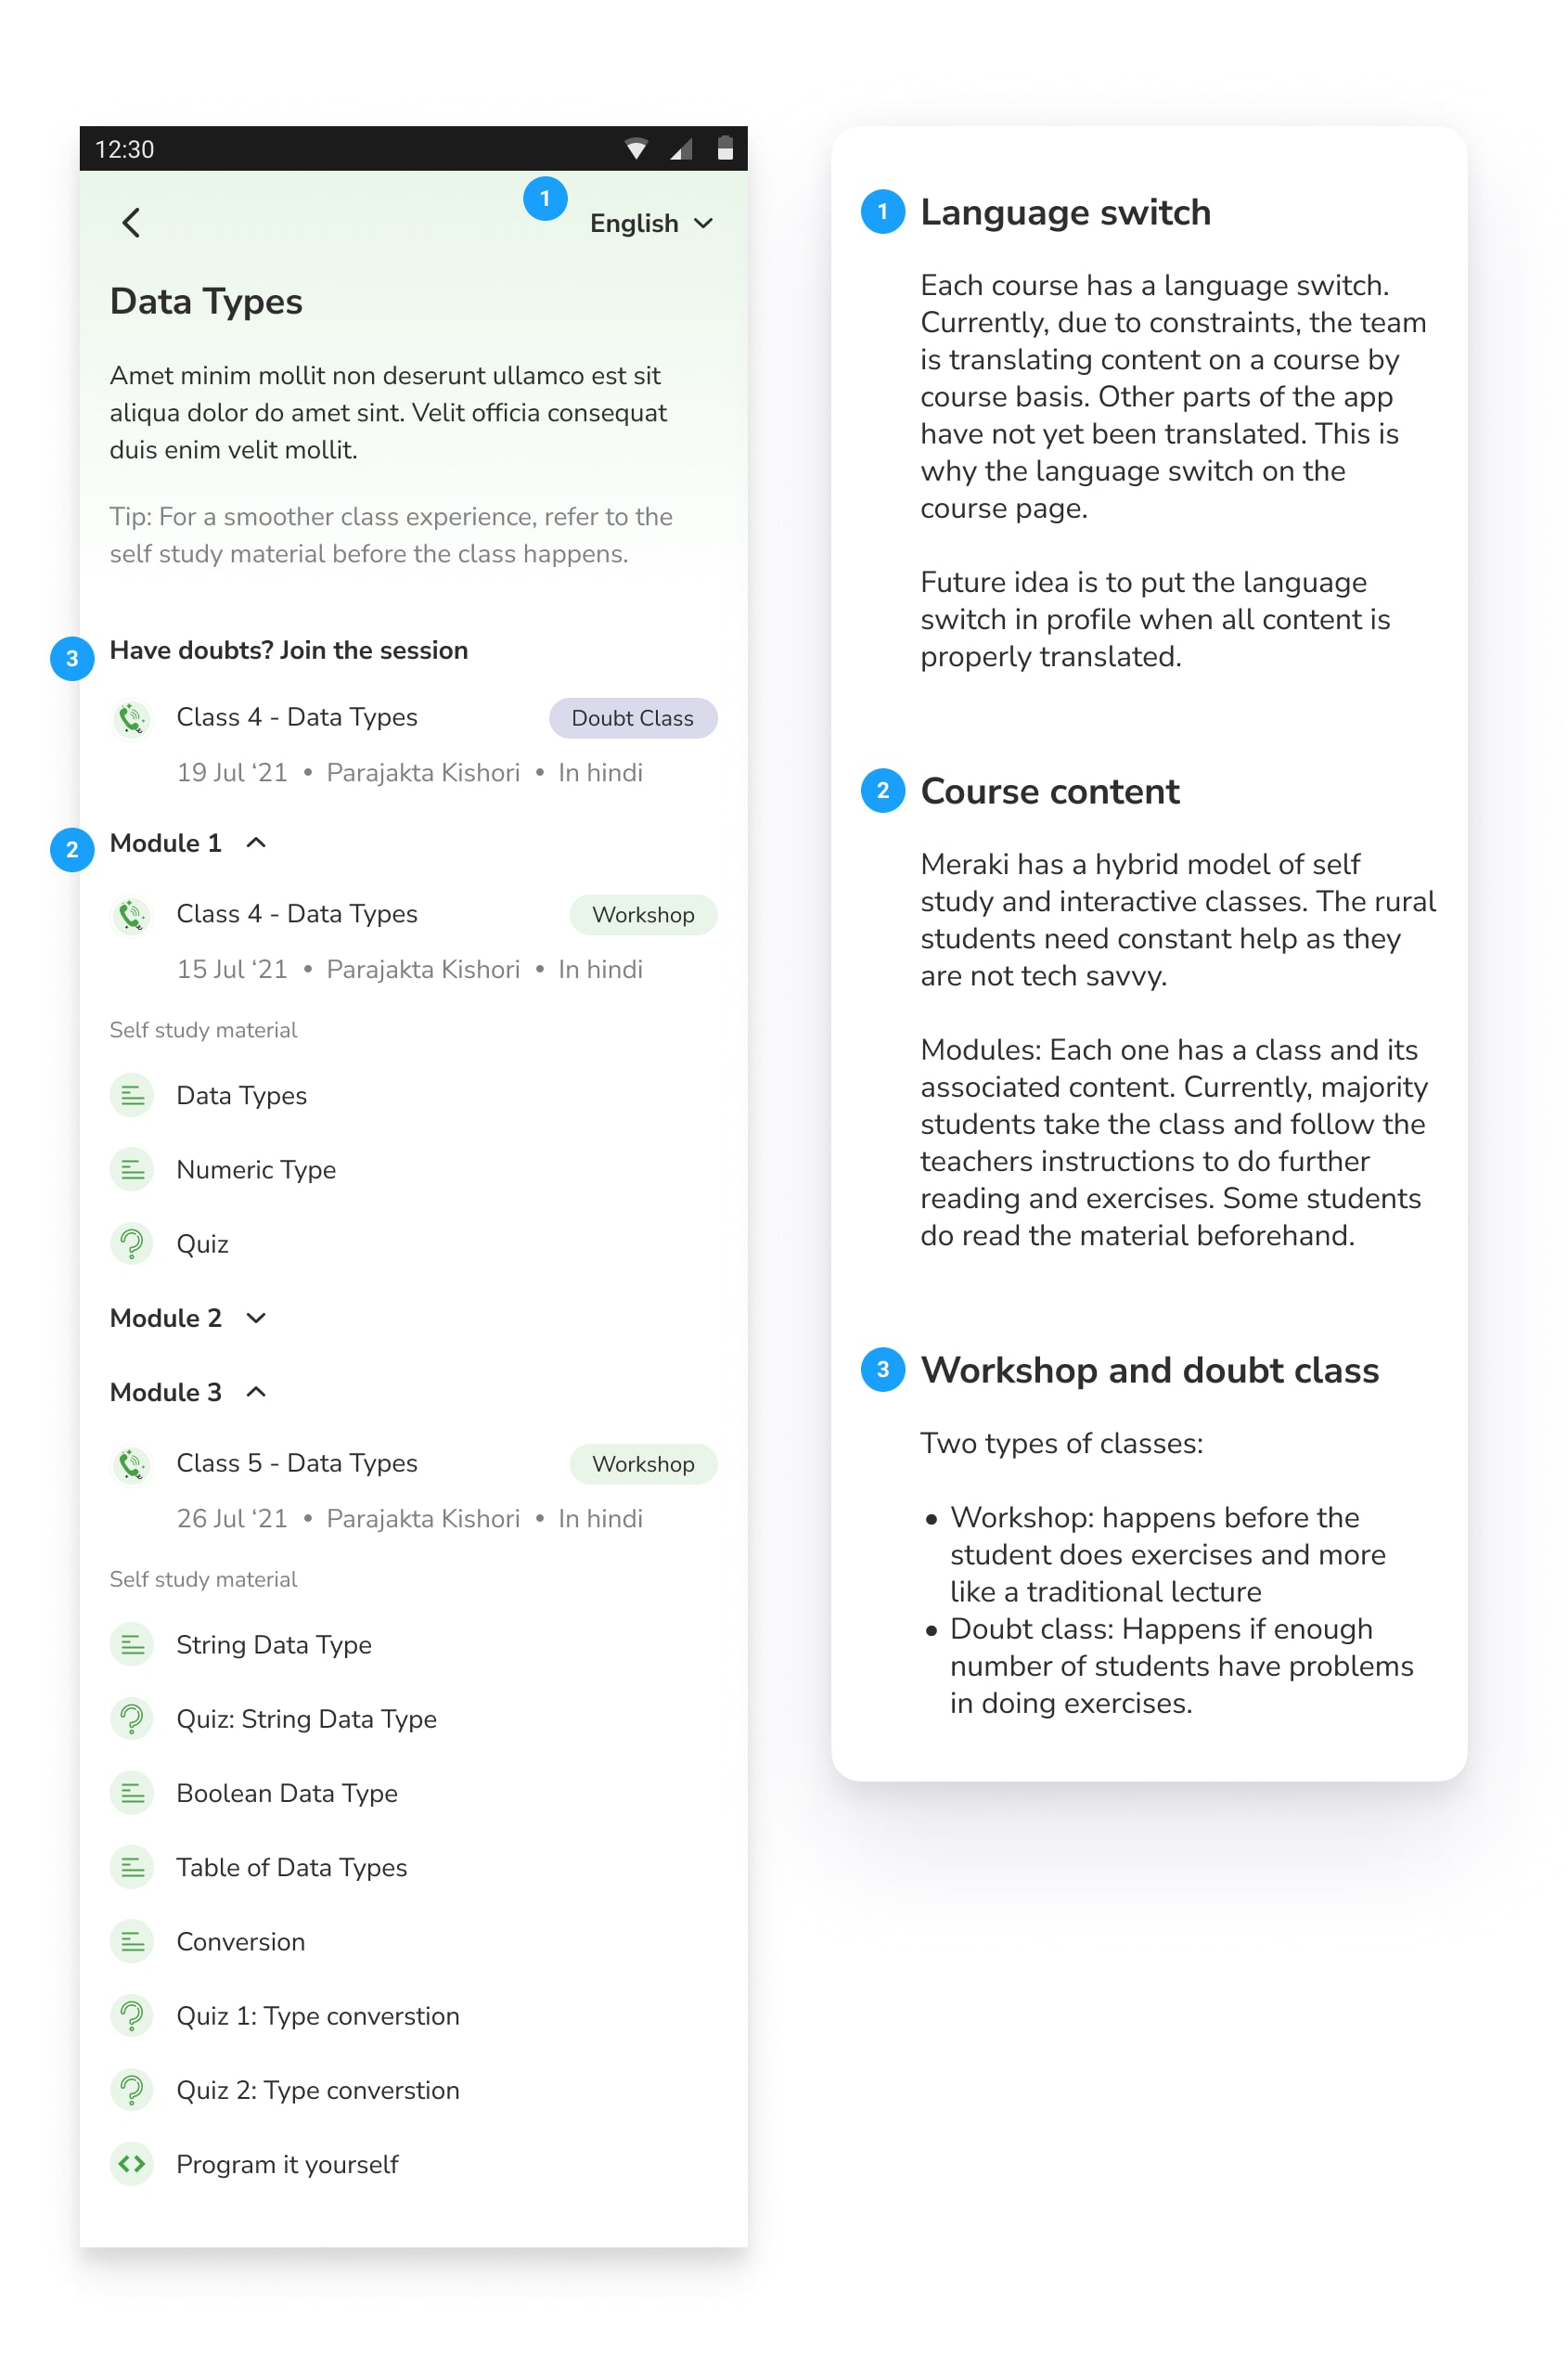 12:30
1
English
Data Types
Amet minim mollit non deserunt ullamco est sit
aliqua dolor do amet sint. Velit officia consequat
duis enim velit mollit.
Tip: For a smoother class experience, refer to the
self study material before the class happens.
3
Have doubts? Join the session
Class 4 - Data Types
Doubt Class
19 Jul ‘21 • Parajakta Kishori • In hindi
2
Module 1
Class 4 - Data Types
Workshop
15 Jul ‘21 • Parajakta Kishori • In hindi
Self study material
Data Types
Numeric Type
Quiz
Module 2
Module 3
Class 5 - Data Types
Workshop
26 Jul ‘21 • Parajakta Kishori • In hindi
Self study material
String Data Type
Quiz: String Data Type
Boolean Data Type
Table of Data Types
Conversion
Quiz 1: Type converstion
Quiz 2: Type converstion
Program it yourself
1 Language switch
Each course has a language switch.
Currently, due to constraints, the team
is translating content on a course by
course basis. Other parts of the app
have not yet been translated. This is
why the language switch on the
course page.
Future idea is to put the language
switch in profile when all content is
properly translated.
2 Course content
Meraki has a hybrid model of self
study and interactive classes. The rural
students need constant help as they
are not tech savvy.
Modules: Each one has a class and its
associated content. Currently, majority
students take the class and follow the
teachers instructions to do further
reading and exercises. Some students
do read the material beforehand.
3 Workshop and doubt class
Two types of classes:
• Workshop: happens before the
student does exercises and more
like a traditional lecture
• Doubt class: Happens if enough
number of students have problems
in doing exercises.